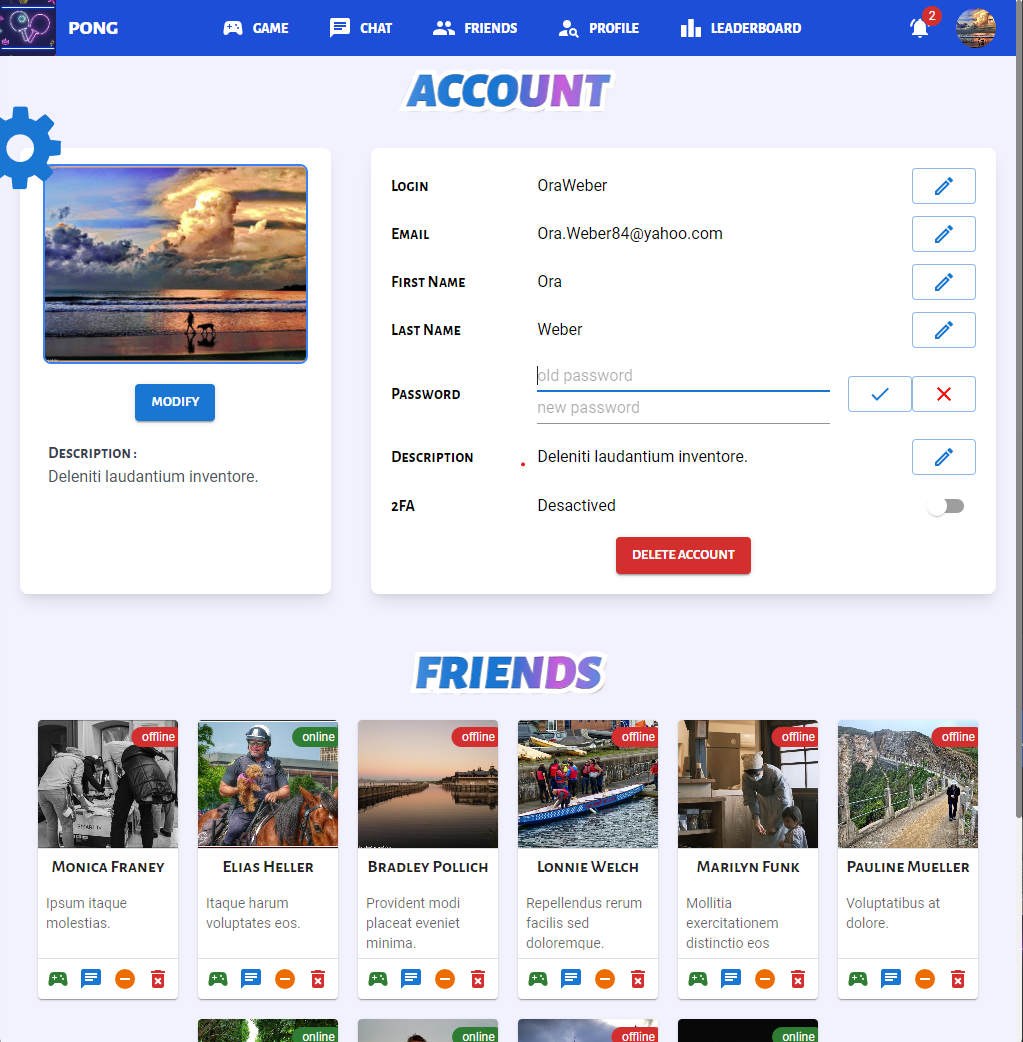 PONG GAME CHAT FRIENDS PROFILE LEADERBOARD 2
ACCOUNT
Login OraWeber
Email Ora.Weber84@yahoo.com
First Name Ora
Last Name Weber
old password
Password
new password
Description Deleniti laudantium inventore.
2FA Desactived
DELETE ACCOUNT
MODIFY
Description :
Deleniti laudantium inventore.
FRIENDS
offline
Monica Franey
Ipsum itaque
molestias.
online
Elias Heller
Itaque harum
voluptates eos.
offline
Bradley Pollich
Provident modi
placeat eveniet
minima.
offline
Lonnie Welch
Repellendus rerum
facilis sed
doloremque.
offline
Marilyn Funk
Mollitia
exercitationem
distinctio eos
offline
Pauline Mueller
Voluptatibus at
dolore.
online
online
offline
online